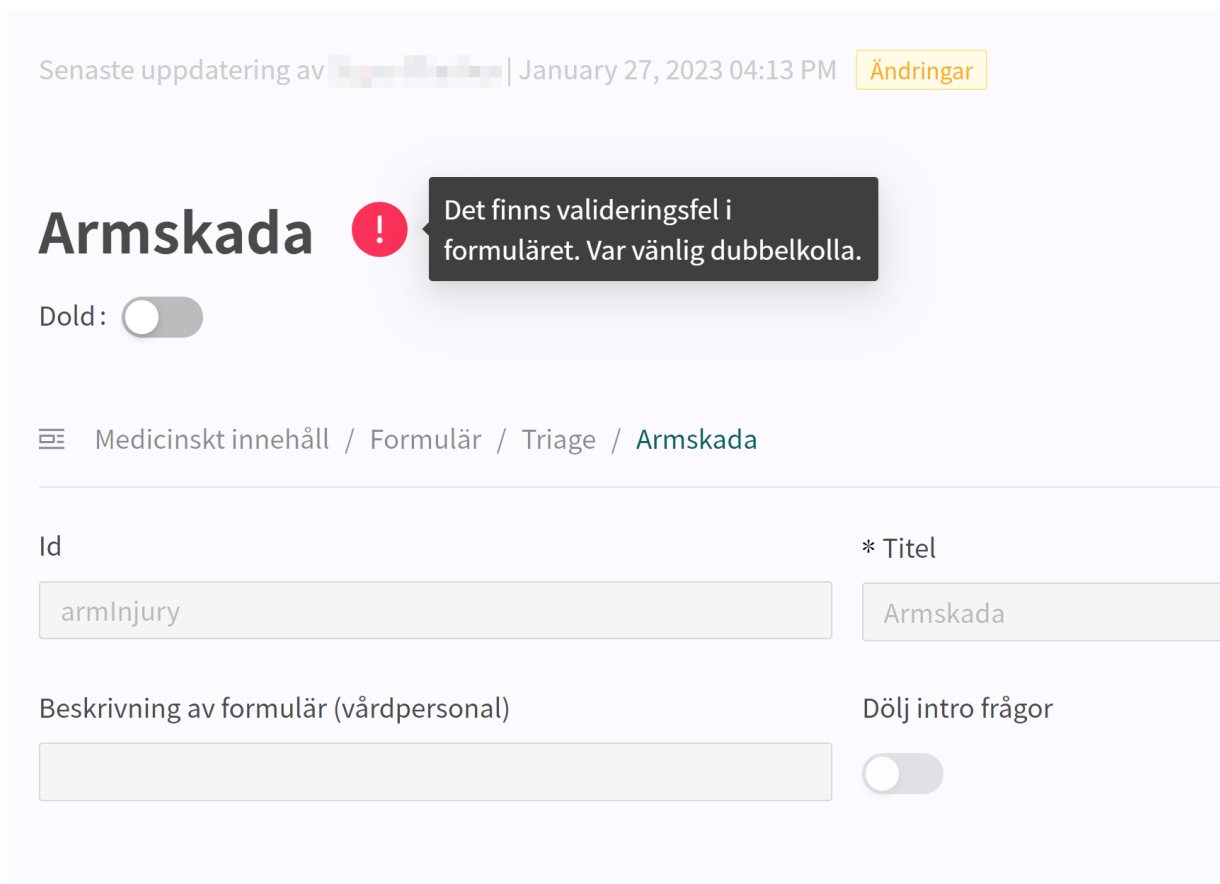 Senaste uppdatering av | January 27, 2023 04:13 PM Ändringar
Armskada ! Det finns valideringsfel i
formuläret. Var vänlig dubbelkolla.
Dold:
Medicinskt innehåll / Formulär / Triage / Armskada
Id
* Titel
armInjury
Armskada
Beskrivning av formulär (vårdpersonal)
Dölj intro frågor